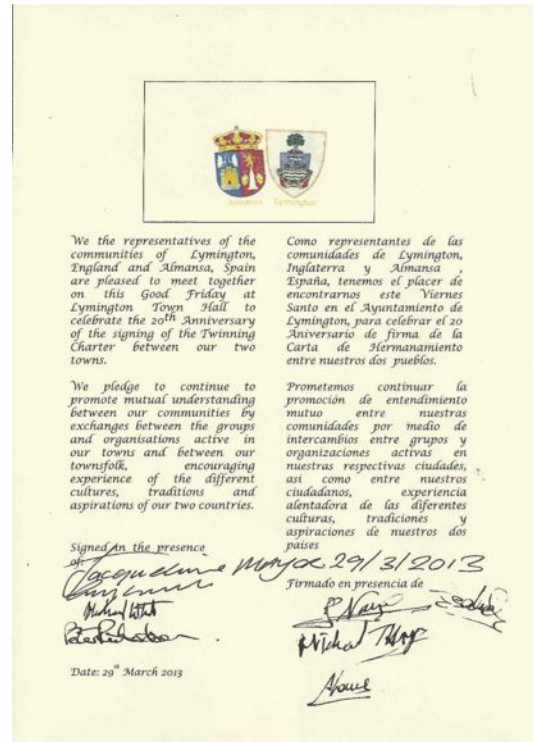 Almansa Lymington
We the representatives of the
communities of Lymington,
England and Almansa, Spain
are pleased to meet together
on this Good Friday at
Lymington Town Hall to
celebrate the 20th Anniversary
of the signing of the Twinning
Charter between our two
towns.
We pledge to continue to
promote mutual understanding
between our communities by
exchanges between the groups
and organisations active in
our towns and between our
townsfolk, encouraging
experience of the different
cultures, traditions and
aspirations of our two countries.
Signed in the presence
of:
Jacqueline
Date: 29th March 2013
Como representantes de las
comunidades de Lymington,
Inglaterra y Almansa ,
España, tenemos el placer de
encontrarnos este Viernes
Santo en el Ayuntamiento de
Lymington, para celebrar el 20
Aniversario de firma de la
Carta de Hermanamiento
entre nuestros dos pueblos.
Prometemos continuar la
promoción de entendimiento
mutuo entre nuestras
comunidades por medio de
intercambios entre grupos y
organizaciones activas en
nuestras respectivas ciudades,
asi como entre nuestros
ciudadanos, experiencia
alentadora de las diferentes
culturas, tradiciones y
aspiraciones de nuestros dos
paises
29/3/2013
Firmado en presencia de
Michael